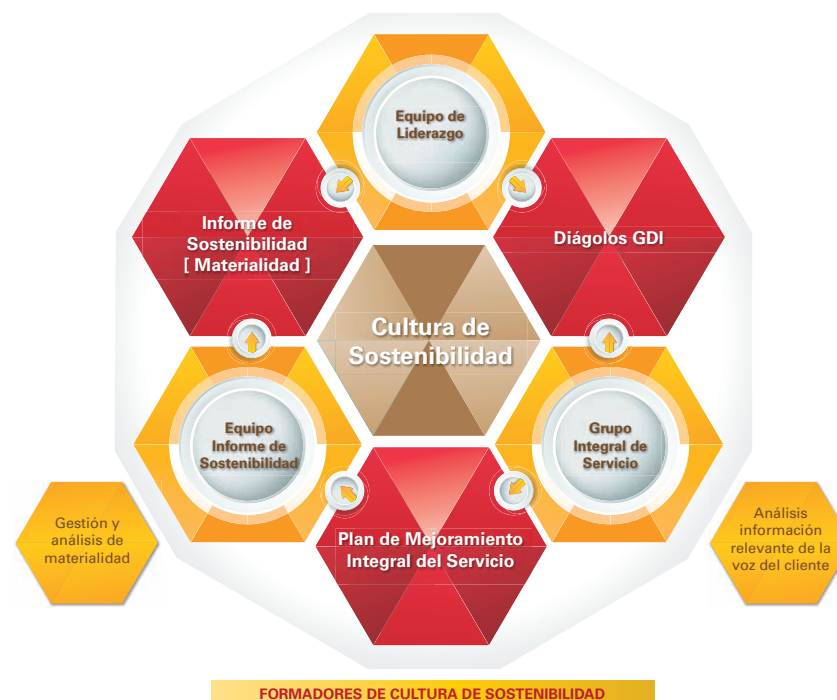 Equipo de
Liderazgo
Informe de
Sostenibilidad
[ Materialidad ]
Diágolos GDI
Cultura de
Sostenibilidad
Equipo
Informe de
Sostenibilidad
Grupo
Integral de
Servicio
Gestión y
análisis de
materialidad
Plan de Mejoramiento
Integral del Servicio
Análisis
información
relevante de la
voz del cliente
FORMADORES DE CULTURA DE SOSTENIBILIDAD